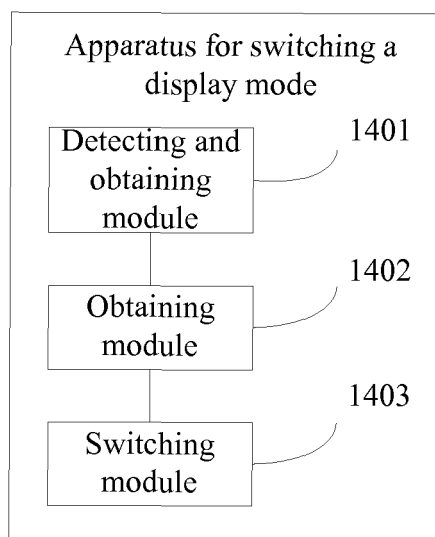 Apparatus for switching a
display mode
1401
Detecting and
obtaining
module
1402
Obtaining
module
1403
Switching
module